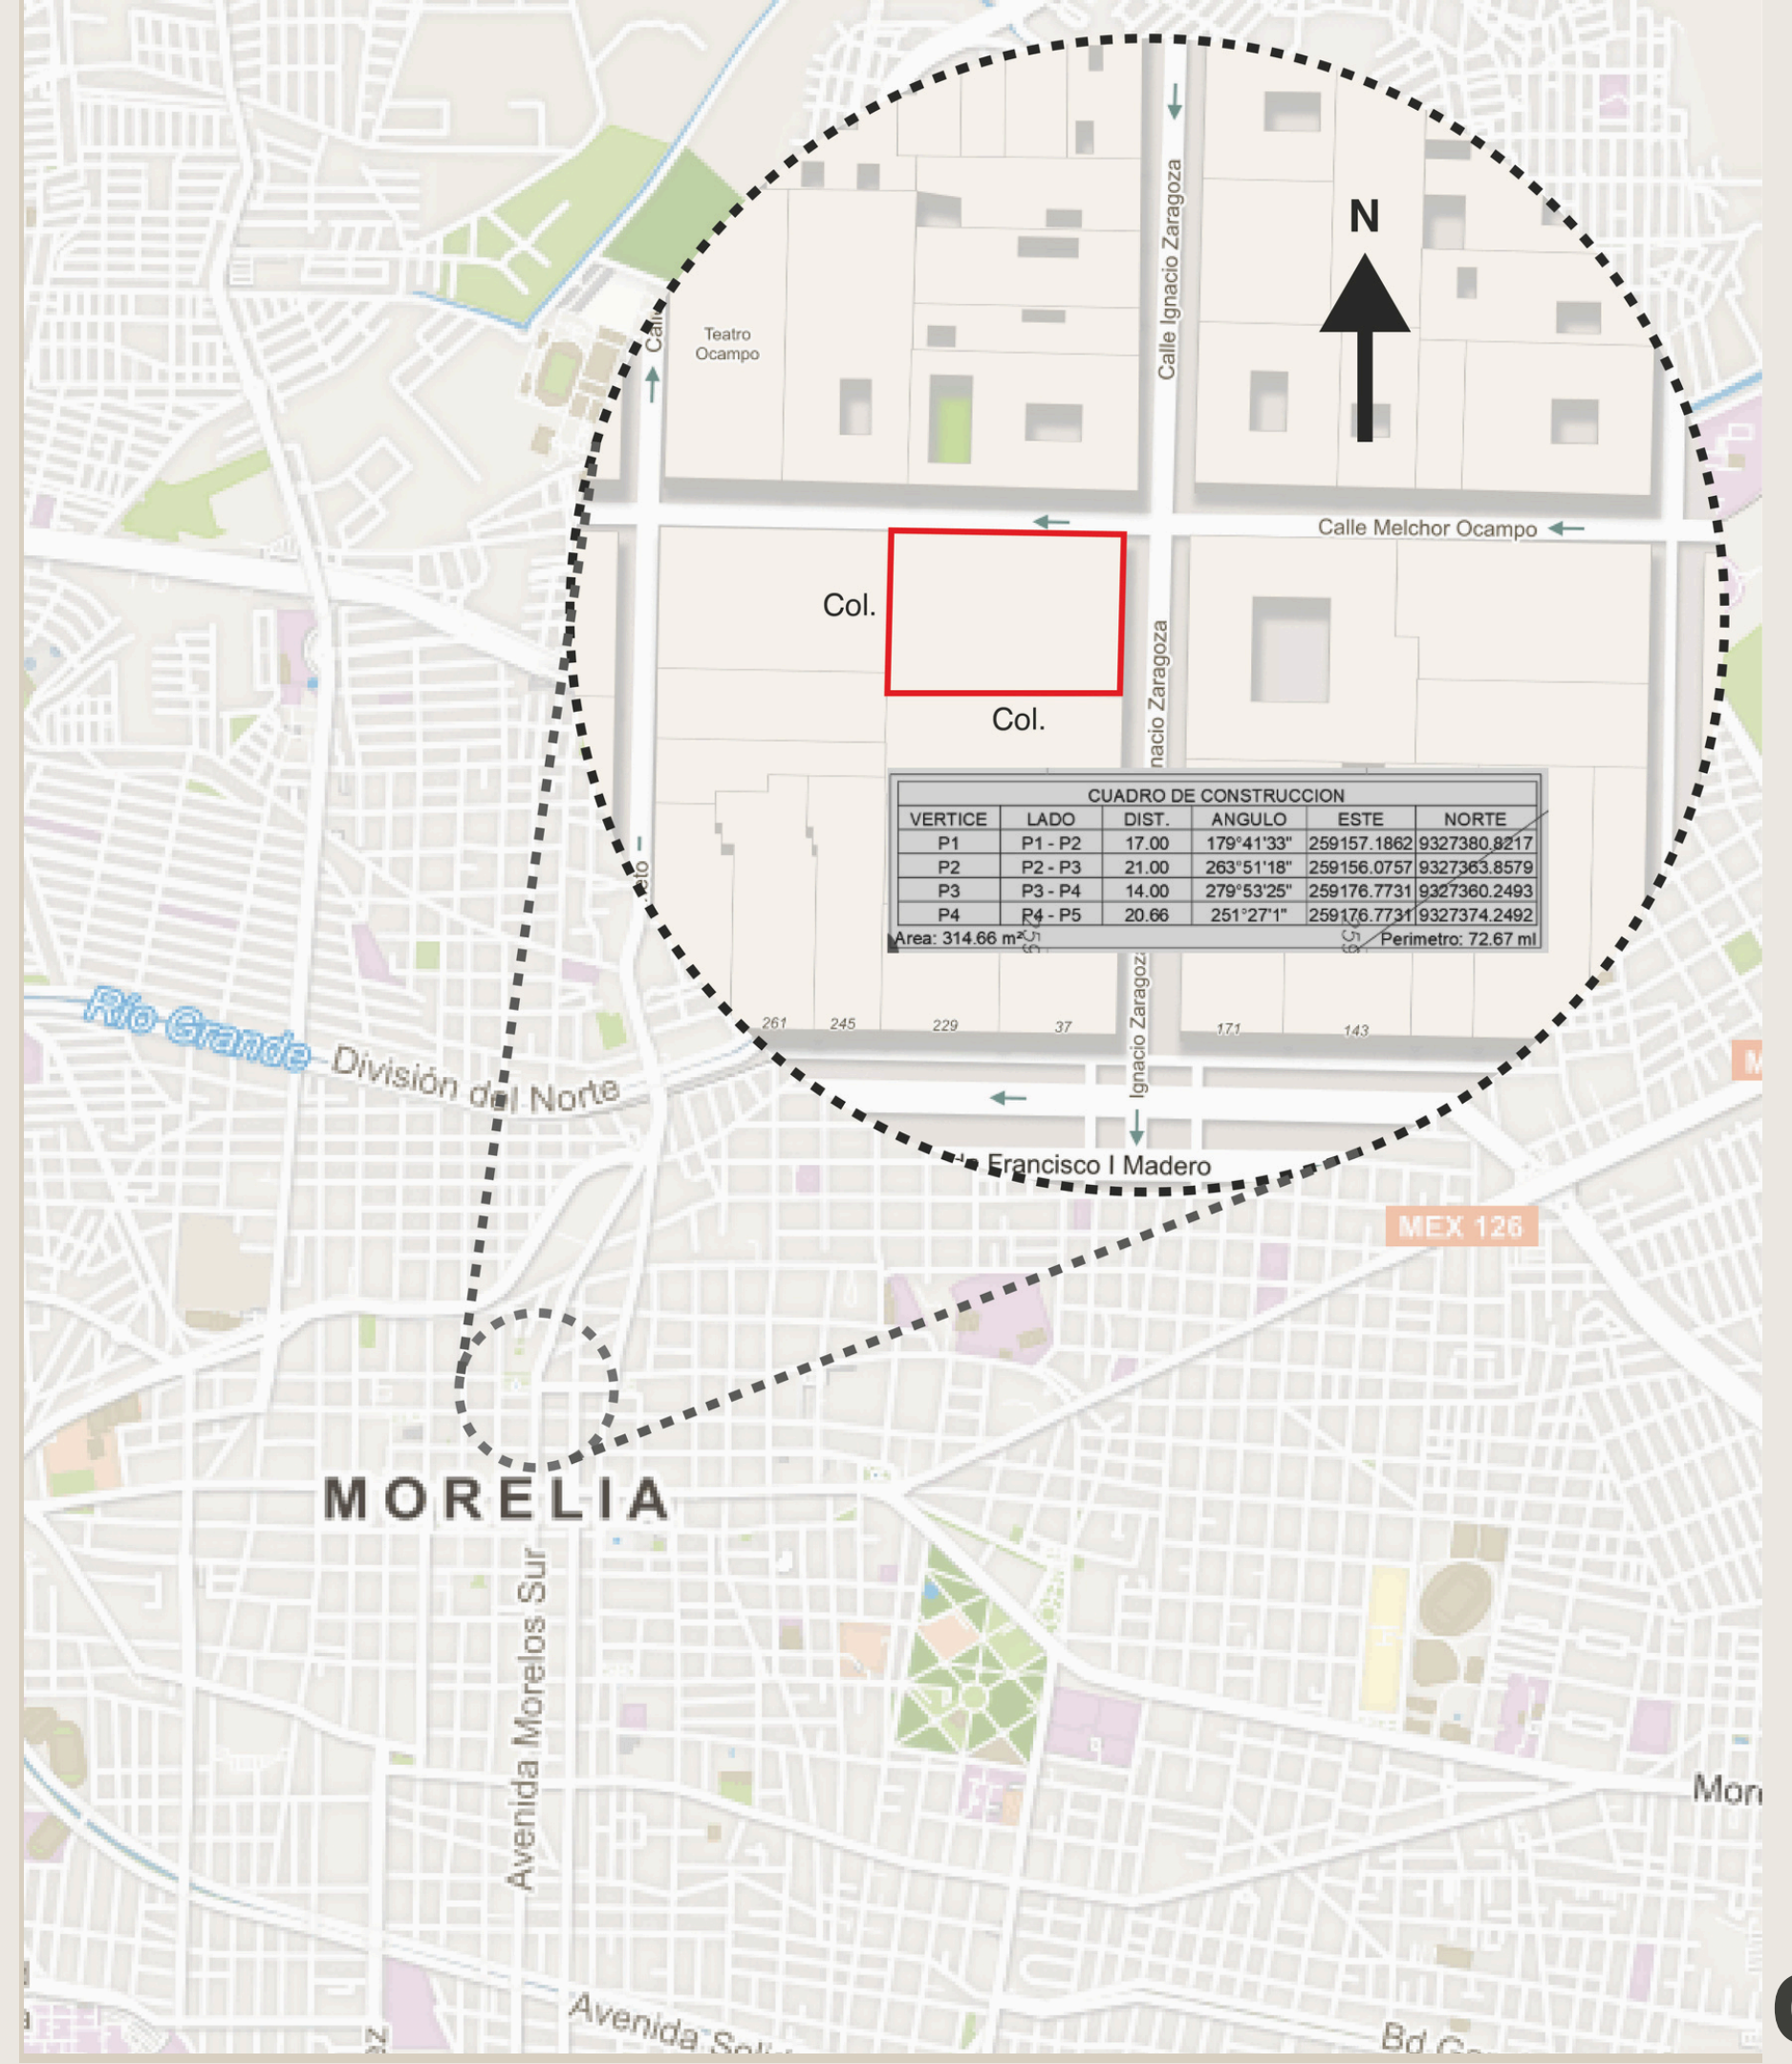 N
Calle Ignacio Zaragoza
Teatro
Ocampo
Calle Melchor Ocampo
Col.
Col.
nacio Zaragoza
CUADRO DE CONSTRUCCION
VERTICE LADO DIST. ANGULO ESTE NORTE
P1 P1 - P2 17.00 179°41'33" 259157.1862 9327380.8217
P2 P2 - P3 21.00 263°51'18" 259156.0757 9327363.8579
P3 P3 - P4 14.00 279°53'25" 259176.7731 9327360.2493
P4 P4 - P5 20.66 251°27'1" 259176.7731 9327374.2492
Area: 314.66 m² Perimetro: 72.67 ml
259
259
Ignacio Zaragoza
261 245 229 37 171 143
Francisco I Madero
Río Grande
División del Norte
MEX 126
MORELIA
Avenida Morelos Sur
Avenida